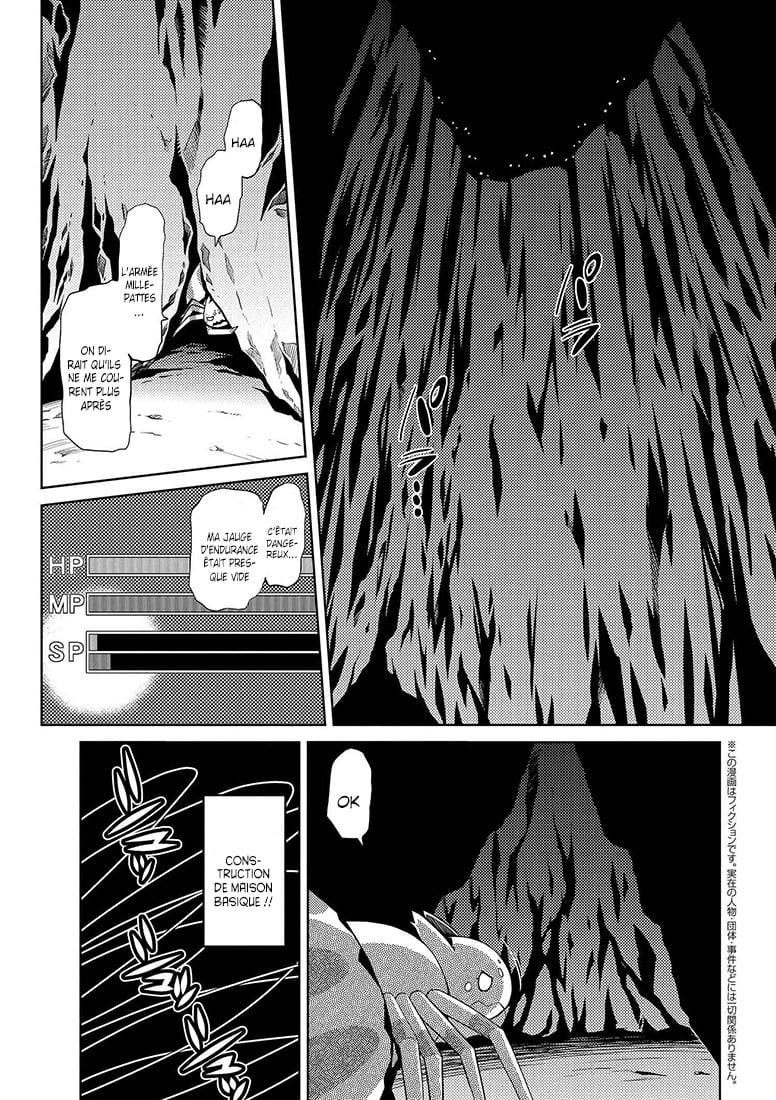 HAA
HAA
L'ARMÉE
MILLE-
PATTES
...
ON DI
RAIT QU'ILS
NE ME COU
RENT PLUS
APRÈS
C'ÉTAIT
DANGE-
REUX...
MA JAUGE
D'ENDURANCE
ÉTAIT PRES-
QUE VIDE
HP
MP
SP
OK
CONS-
TRUCTION
DE MAISON
BASIQUE !!
※この漫画はフィクションです。実在の人物・団体・事件などには一切関係ありません。